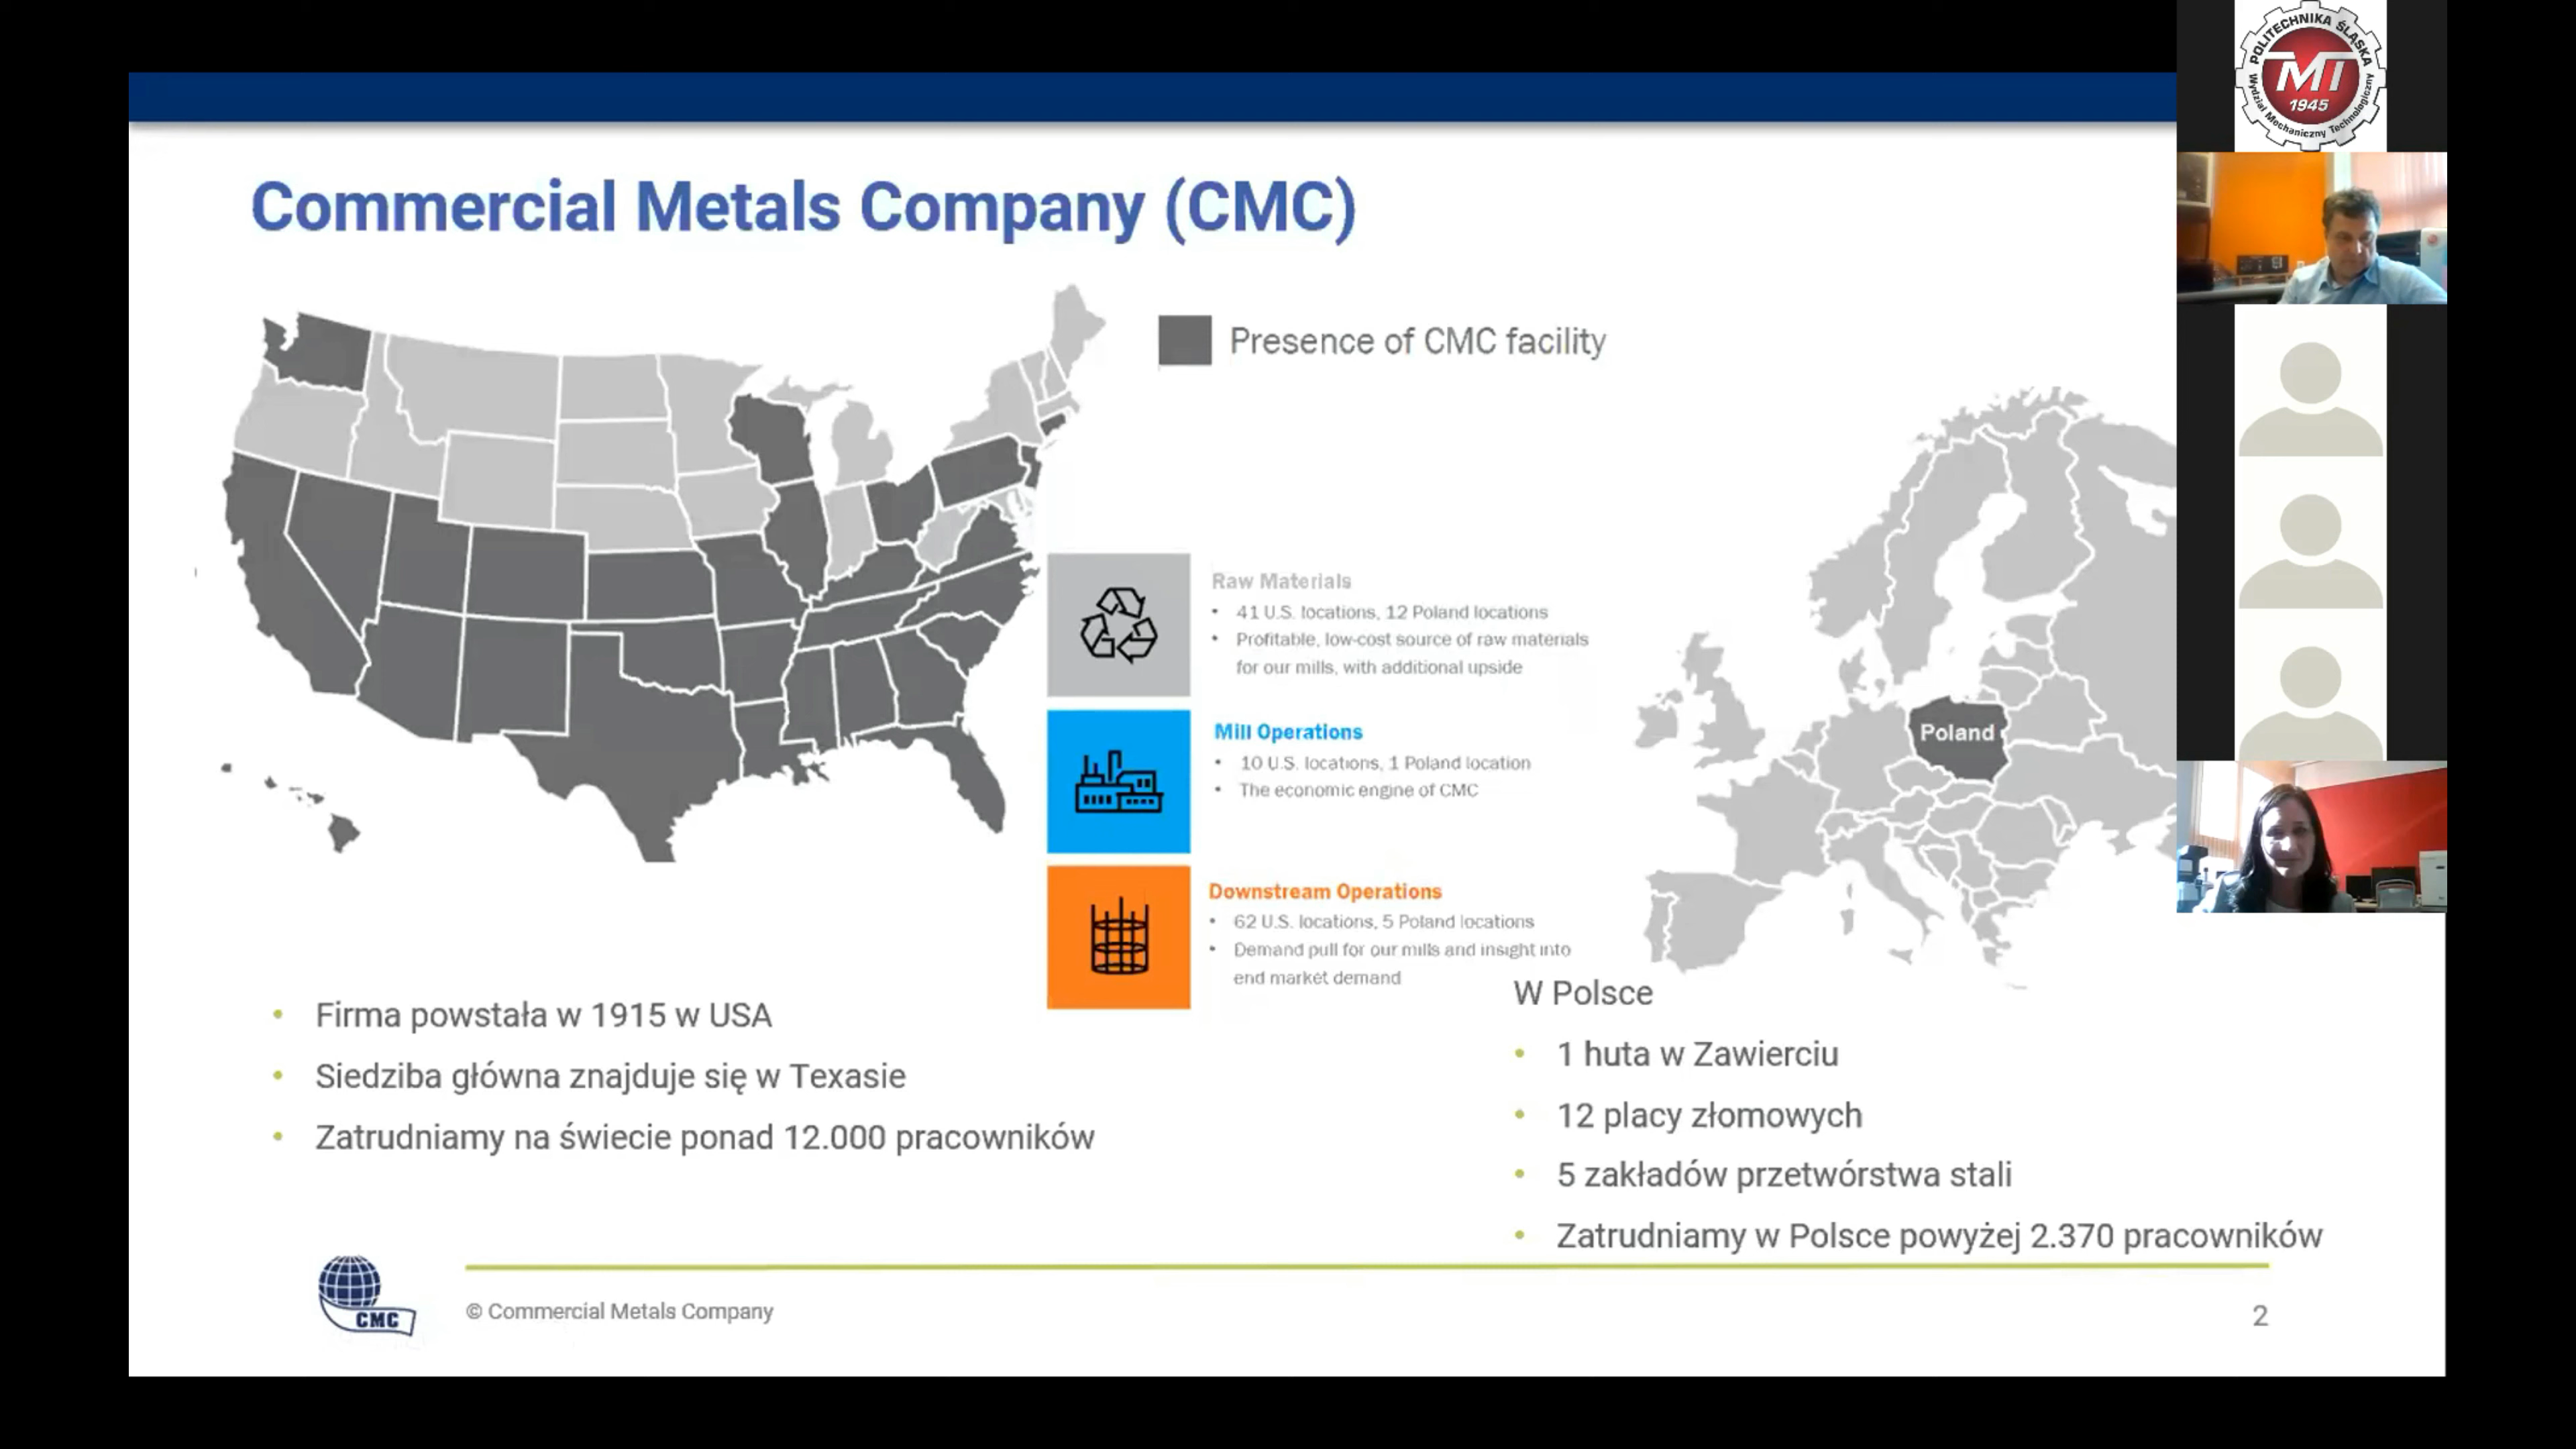 POLITECHNIKA ŚLĄSKA
MT
1945
Wydział Mechaniczny Technologiczny
Commercial Metals Company (CMC)
Presence of CMC facility
Raw Materials
• 41 U.S. locations, 12 Poland locations
• Profitable, low-cost source of raw materials
for our mills, with additional upside
Mill Operations
• 10 U.S. locations, 1 Poland location
• The economic engine of CMC
Downstream Operations
• 62 U.S. locations, 5 Poland locations
• Demand pull for our mills and insight into
end market demand
Poland
• Firma powstała w 1915 w USA
• Siedziba główna znajduje się w Texasie
• Zatrudniamy na świecie ponad 12.000 pracowników
W Polsce
• 1 huta w Zawierciu
• 12 placy złomowych
• 5 zakładów przetwórstwa stali
• Zatrudniamy w Polsce powyżej 2.370 pracowników
CMC
© Commercial Metals Company
2